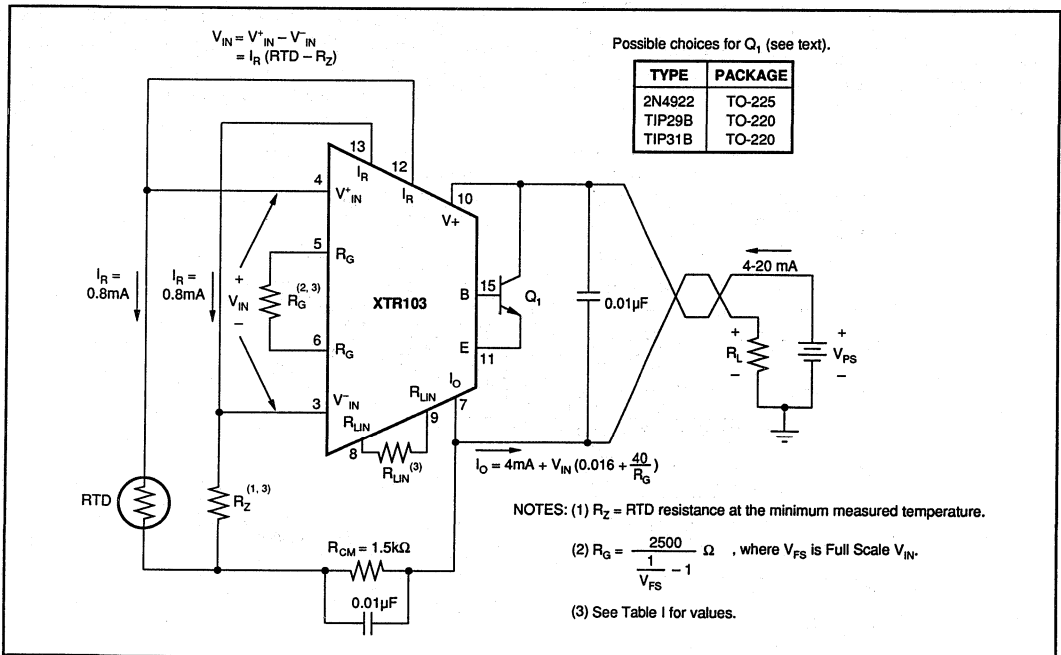 V_IN = V⁺_IN – V⁻_IN
= I_R (RTD – R_Z)
Possible choices for Q₁ (see text).
TYPE PACKAGE
2N4922 TO-225
TIP29B TO-220
TIP31B TO-220
13
I_R
12
I_R
4
V⁺_IN
10
V+
5
R_G
I_R =
0.8mA
I_R =
0.8mA
+
V_IN
–
R_G (2, 3)
XTR103
B
15
Q₁
0.01µF
4-20 mA
6
R_G
E
11
+
R_L
–
+
V_PS
–
I_O
7
3
V⁻_IN
R_LIN
9
R_LIN
8
R_LIN (3)
I_O = 4mA + V_IN (0.016 + 40/R_G)
RTD
R_Z (1, 3)
R_CM = 1.5kΩ
0.01µF
NOTES: (1) R_Z = RTD resistance at the minimum measured temperature.
(2) R_G = 2500 / (1/V_FS – 1) Ω , where V_FS is Full Scale V_IN.
(3) See Table I for values.